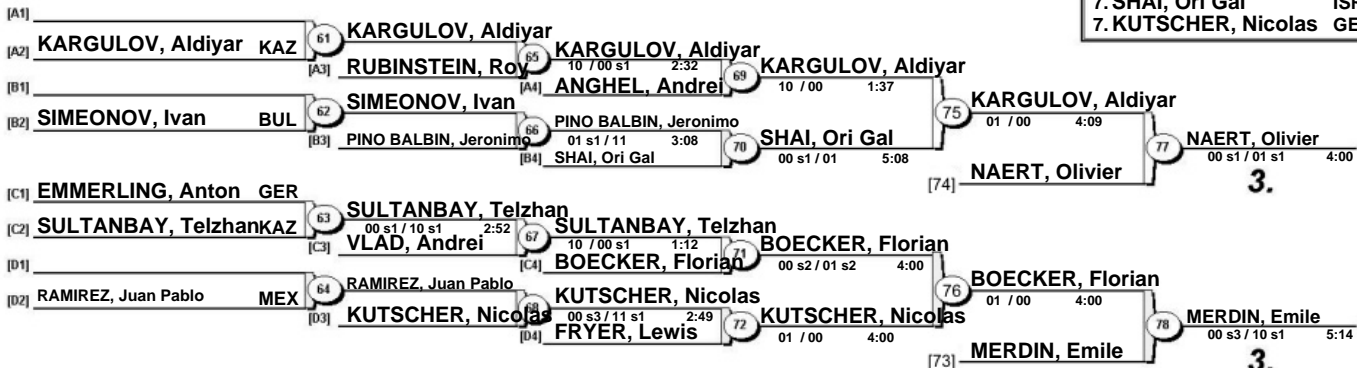 7. SHAI, Ori Gal
7. KUTSCHER, Nicolas GE
[A1]
[A2] KARGULOV, Aldiyar KAZ
61 KARGULOV, Aldiyar
[A3] RUBINSTEIN, Roy
65 KARGULOV, Aldiyar
10 / 00 s1 2:32
[A4] ANGHEL, Andrei
69 KARGULOV, Aldiyar
10 / 00 1:37
[B1]
[B2] SIMEONOV, Ivan BUL
62 SIMEONOV, Ivan
[B3] PINO BALBIN, Jeronimo
66 PINO BALBIN, Jeronimo
01 s1 / 11 3:08
[B4] SHAI, Ori Gal
70 SHAI, Ori Gal
00 s1 / 01 5:08
75 KARGULOV, Aldiyar
01 / 00 4:09
[74] NAERT, Olivier
77 NAERT, Olivier
00 s1 / 01 s1 4:00
3.
[C1] EMMERLING, Anton GER
[C2] SULTANBAY, Telzhan KAZ
63 SULTANBAY, Telzhan
00 s1 / 10 s1 2:52
[C3] VLAD, Andrei
67 SULTANBAY, Telzhan
10 / 00 s1 1:12
[C4] BOECKER, Florian
71 BOECKER, Florian
00 s2 / 01 s2 4:00
[D1]
[D2] RAMIREZ, Juan Pablo MEX
64 RAMIREZ, Juan Pablo
[D3] KUTSCHER, Nicolas
68 KUTSCHER, Nicolas
00 s3 / 11 s1 2:49
[D4] FRYER, Lewis
72 KUTSCHER, Nicolas
01 / 00 4:00
76 BOECKER, Florian
01 / 00 4:00
[73] MERDIN, Emile
78 MERDIN, Emile
00 s3 / 10 s1 5:14
3.